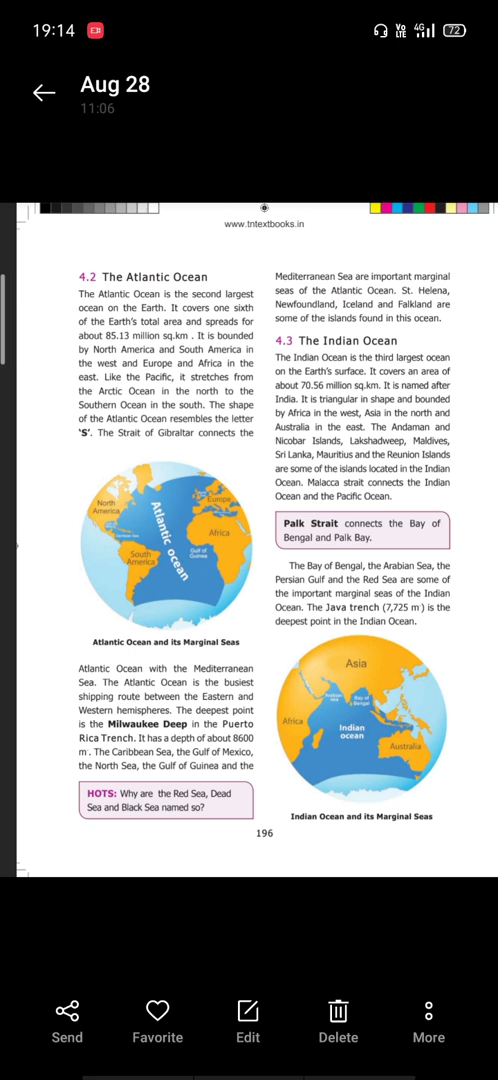 19:14
Vo LTE 4G 72
Aug 28
11:06
www.tntextbooks.in
4.2 The Atlantic Ocean
The Atlantic Ocean is the second largest
ocean on the Earth. It covers one sixth
of the Earth's total area and spreads for
about 85.13 million sq.km . It is bounded
by North America and South America in
the west and Europe and Africa in the
east. Like the Pacific, it stretches from
the Arctic Ocean in the north to the
Southern Ocean in the south. The shape
of the Atlantic Ocean resembles the letter
'S'. The Strait of Gibraltar connects the
North
America
Europe
Atlantic ocean
Africa
Gulf of
Guinea
South
America
Atlantic Ocean and its Marginal Seas
Atlantic Ocean with the Mediterranean
Sea. The Atlantic Ocean is the busiest
shipping route between the Eastern and
Western hemispheres. The deepest point
is the Milwaukee Deep in the Puerto
Rica Trench. It has a depth of about 8600
m . The Caribbean Sea, the Gulf of Mexico,
the North Sea, the Gulf of Guinea and the
HOTS: Why are the Red Sea, Dead
Sea and Black Sea named so?
Mediterranean Sea are important marginal
seas of the Atlantic Ocean. St. Helena,
Newfoundland, Iceland and Falkland are
some of the islands found in this ocean.
4.3 The Indian Ocean
The Indian Ocean is the third largest ocean
on the Earth's surface. It covers an area of
about 70.56 million sq.km. It is named after
India. It is triangular in shape and bounded
by Africa in the west, Asia in the north and
Australia in the east. The Andaman and
Nicobar Islands, Lakshadweep, Maldives,
Sri Lanka, Mauritius and the Reunion Islands
are some of the islands located in the Indian
Ocean. Malacca strait connects the Indian
Ocean and the Pacific Ocean.
Palk Strait connects the Bay of
Bengal and Palk Bay.
The Bay of Bengal, the Arabian Sea, the
Persian Gulf and the Red Sea are some of
the important marginal seas of the Indian
Ocean. The Java trench (7,725 m ) is the
deepest point in the Indian Ocean.
Asia
Arabian
sea
Bay of
Bengal
Africa
Indian
ocean
Australia
Indian Ocean and its Marginal Seas
196
Send
Favorite
Edit
Delete
More